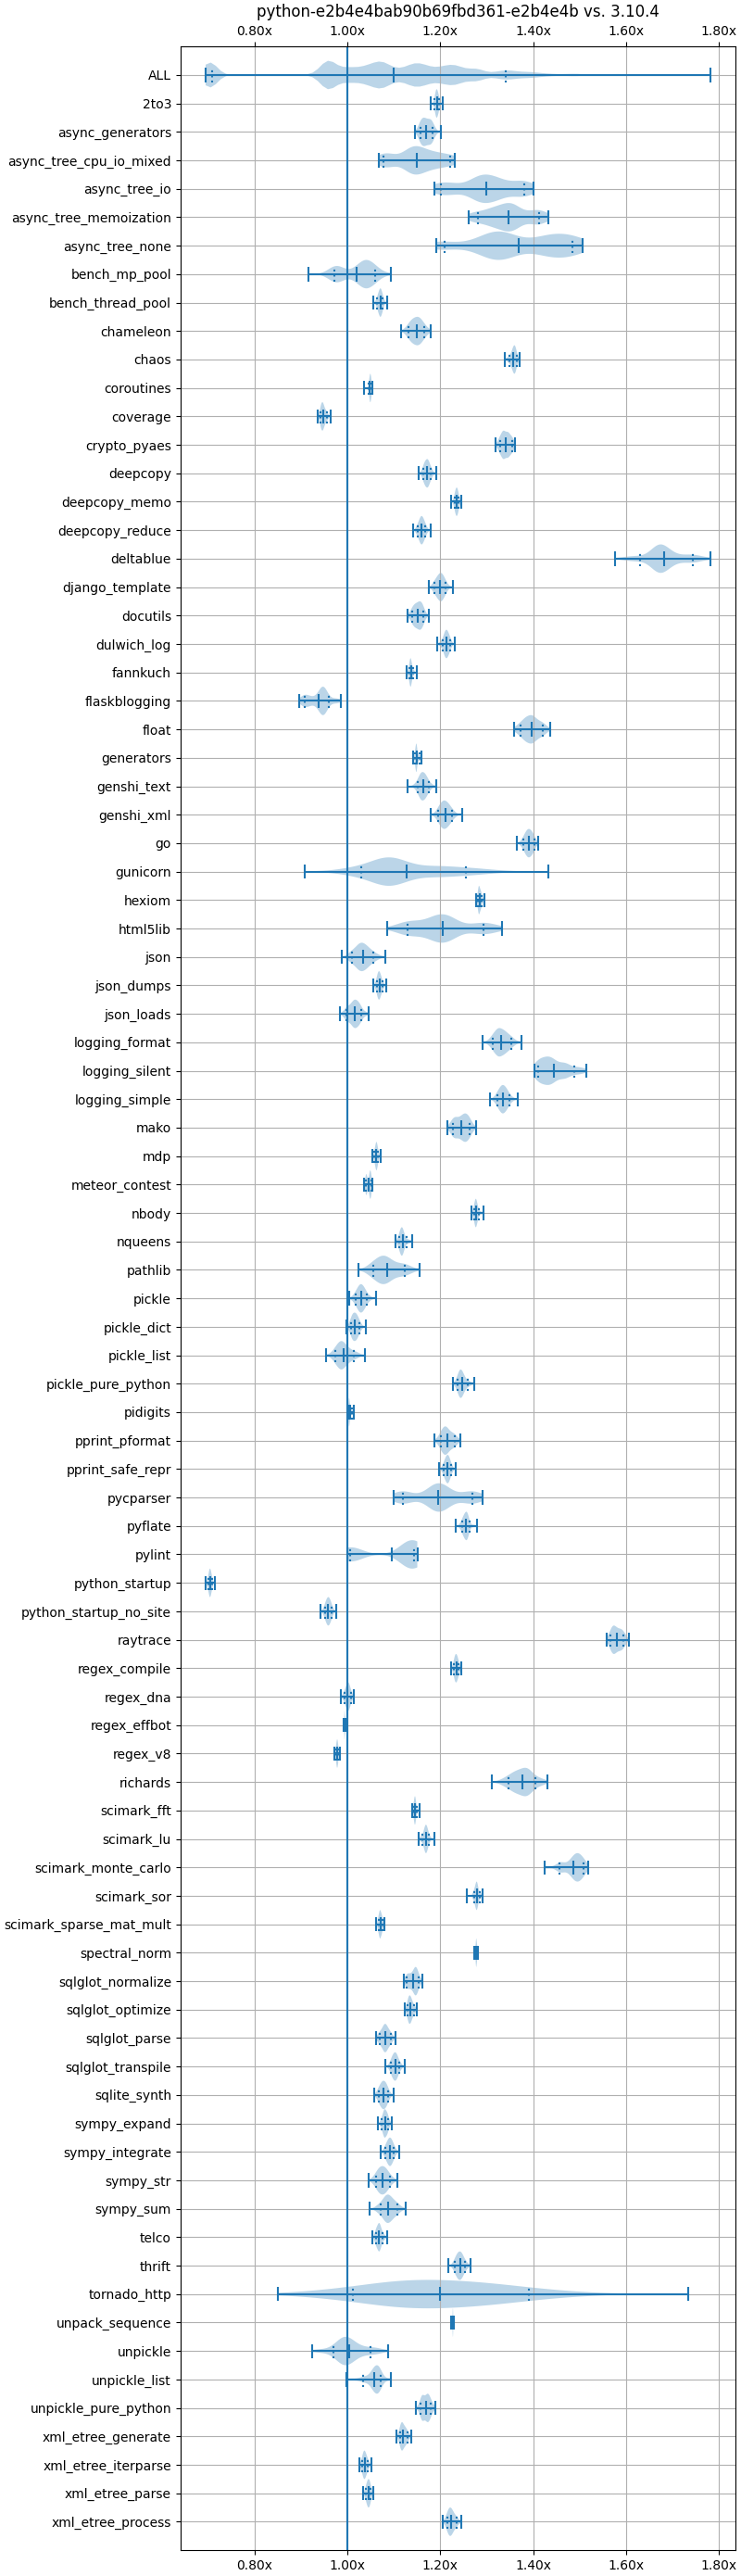 python-e2b4e4bab90b69fbd361-e2b4e4b vs. 3.10.4
0.80x 1.00x 1.20x 1.40x 1.60x 1.80x
ALL
2to3
async_generators
async_tree_cpu_io_mixed
async_tree_io
async_tree_memoization
async_tree_none
bench_mp_pool
bench_thread_pool
chameleon
chaos
coroutines
coverage
crypto_pyaes
deepcopy
deepcopy_memo
deepcopy_reduce
deltablue
django_template
docutils
dulwich_log
fannkuch
flaskblogging
float
generators
genshi_text
genshi_xml
go
gunicorn
hexiom
html5lib
json
json_dumps
json_loads
logging_format
logging_silent
logging_simple
mako
mdp
meteor_contest
nbody
nqueens
pathlib
pickle
pickle_dict
pickle_list
pickle_pure_python
pidigits
pprint_pformat
pprint_safe_repr
pycparser
pyflate
pylint
python_startup
python_startup_no_site
raytrace
regex_compile
regex_dna
regex_effbot
regex_v8
richards
scimark_fft
scimark_lu
scimark_monte_carlo
scimark_sor
scimark_sparse_mat_mult
spectral_norm
sqlglot_normalize
sqlglot_optimize
sqlglot_parse
sqlglot_transpile
sqlite_synth
sympy_expand
sympy_integrate
sympy_str
sympy_sum
telco
thrift
tornado_http
unpack_sequence
unpickle
unpickle_list
unpickle_pure_python
xml_etree_generate
xml_etree_iterparse
xml_etree_parse
xml_etree_process
0.80x 1.00x 1.20x 1.40x 1.60x 1.80x